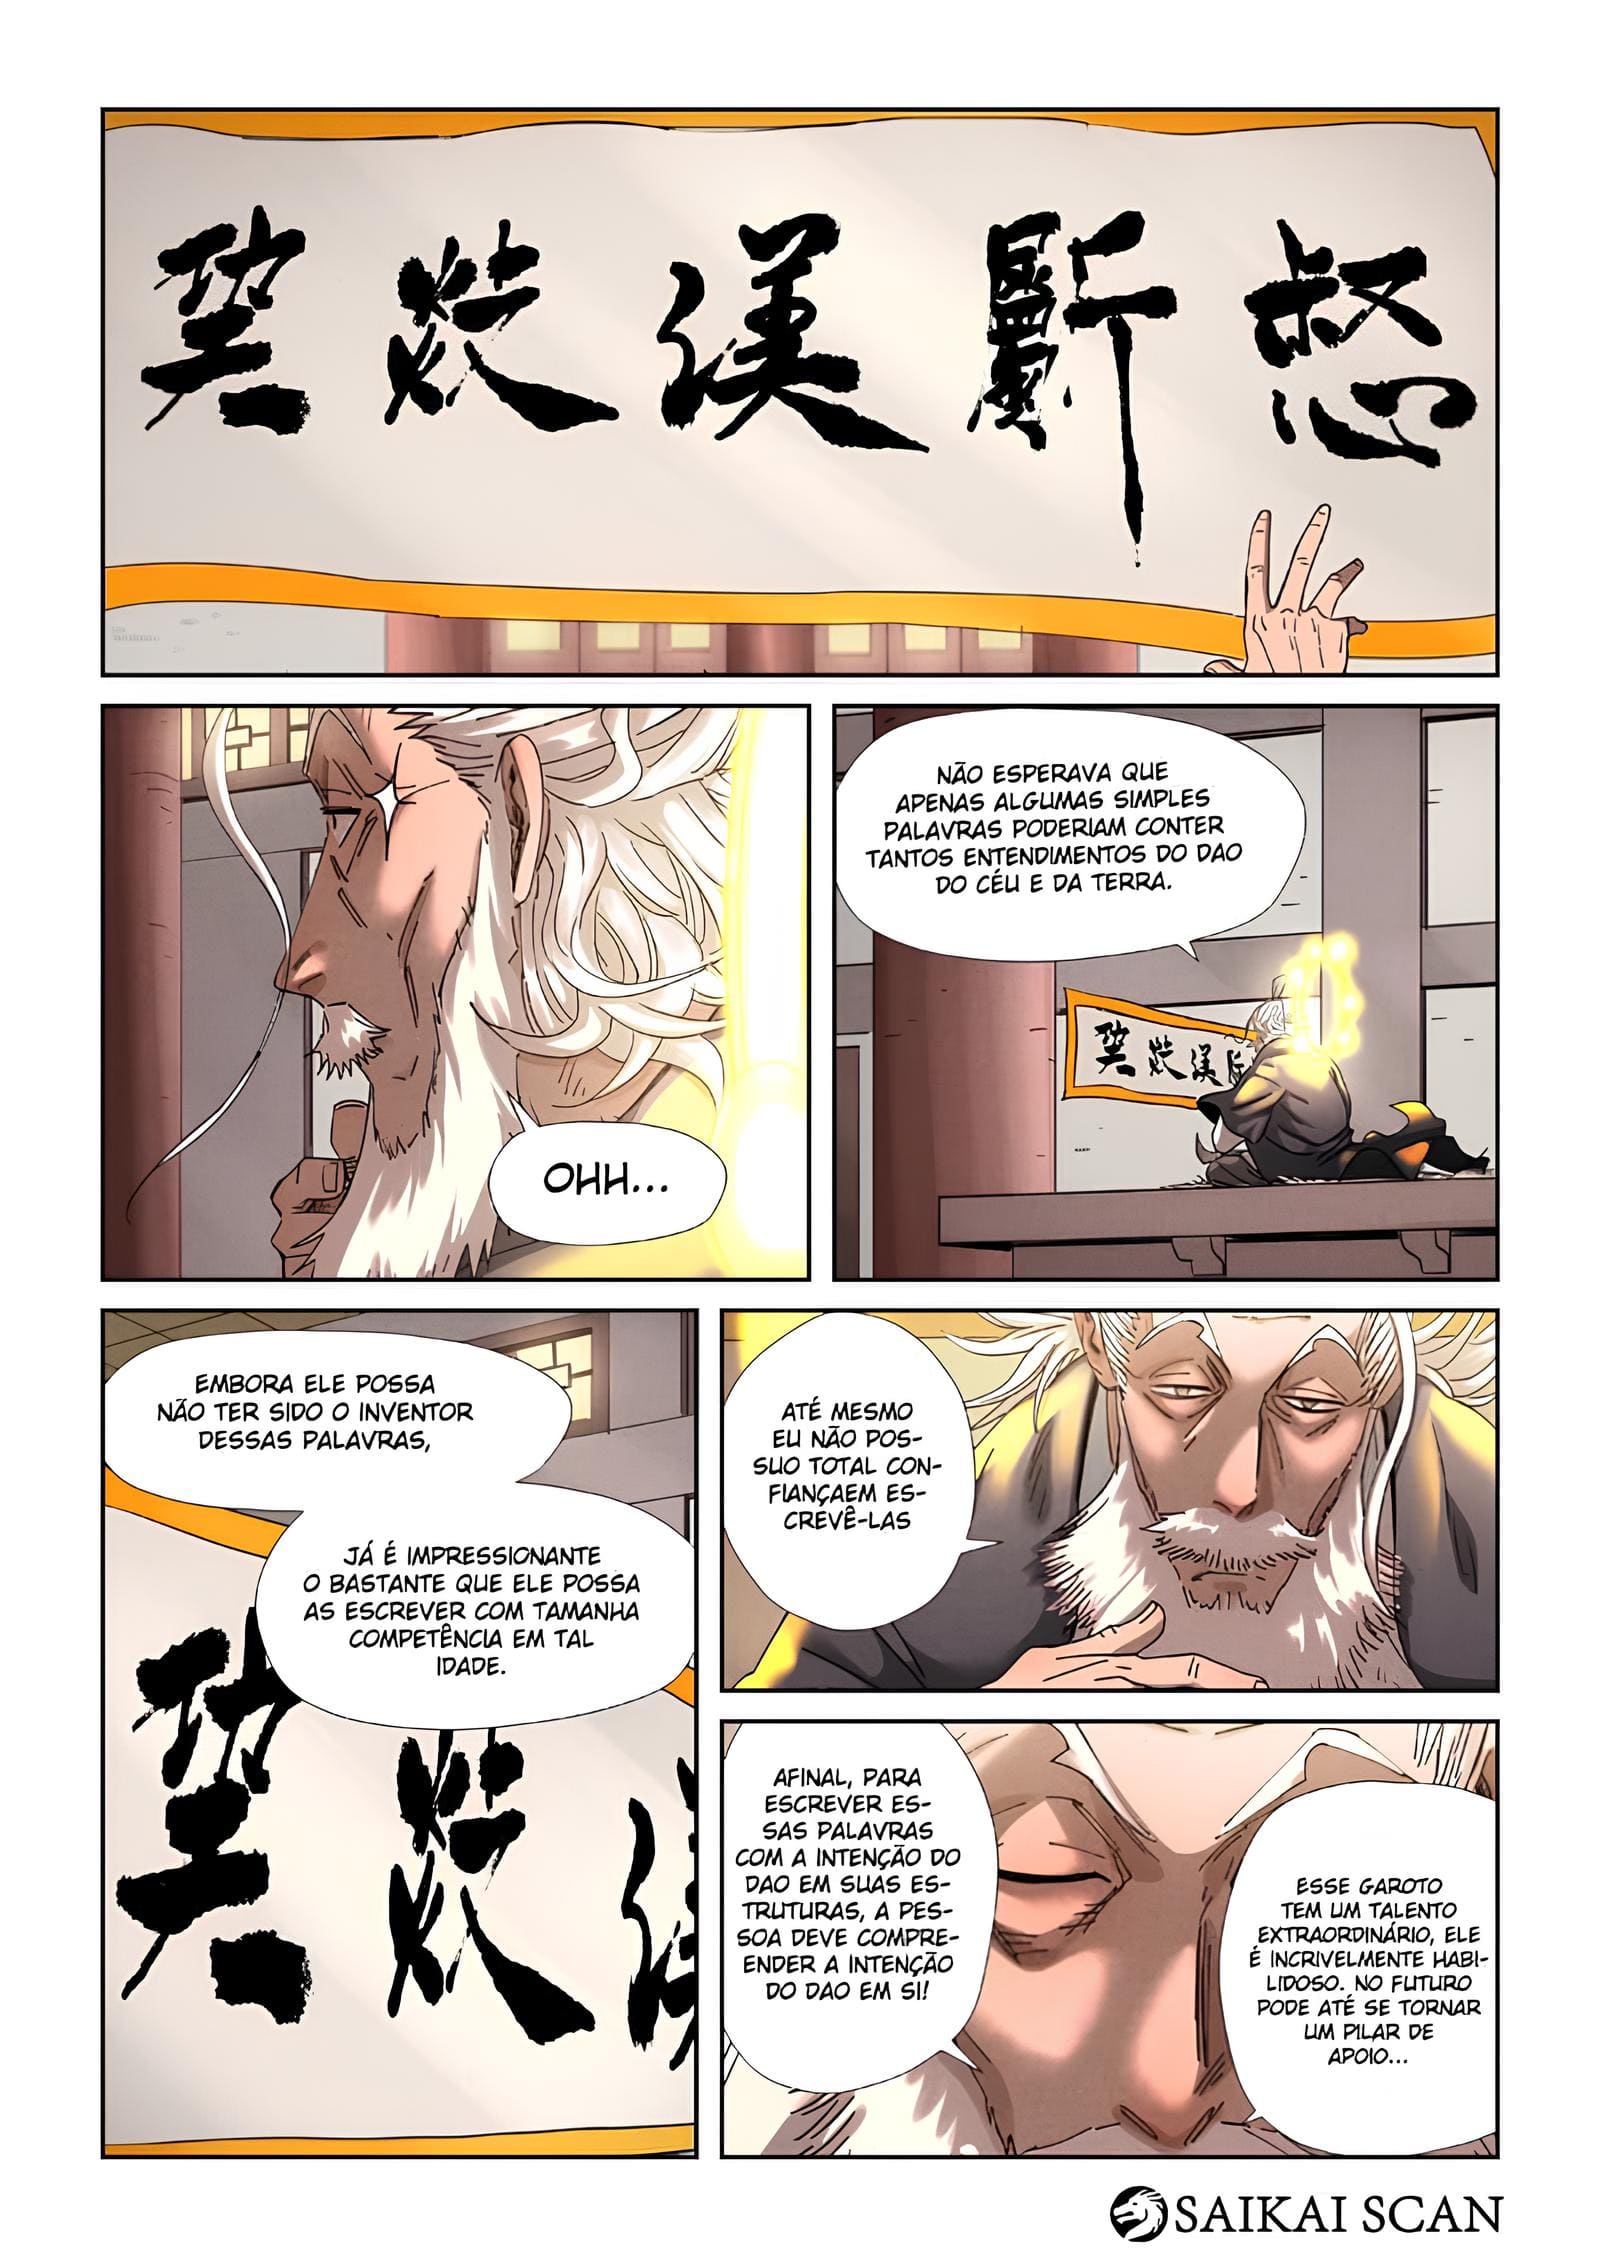 NÃO ESPERAVA QUE
APENAS ALGUMAS SIMPLES
PALAVRAS PODERIAM CONTER
TANTOS ENTENDIMENTOS DO DAO
DO CÉU E DA TERRA.
OHH...
EMBORA ELE POSSA
NÃO TER SIDO O INVENTOR
DESSAS PALAVRAS,
JÁ É IMPRESSIONANTE
O BASTANTE QUE ELE POSSA
AS ESCREVER COM TAMANHA
COMPETÊNCIA EM TAL
IDADE.
ATÉ MESMO
EU NÃO POS-
SUO TOTAL CON-
FIANÇAEM ES-
CREVÊ-LAS
AFINAL, PARA
ESCREVER ES-
SAS PALAVRAS
COM A INTENÇÃO DO
DAO EM SUAS ES-
TRUTURAS, A PES-
SOA DEVE COMPRE-
ENDER A INTENÇÃO
DO DAO EM SI!
ESSE GAROTO
TEM UM TALENTO
EXTRAORDINÁRIO, ELE
É INCRIVELMENTE HABI-
LIDOSO. NO FUTURO
PODE ATÉ SE TORNAR
UM PILAR DE
APOIO...
SAIKAI SCAN